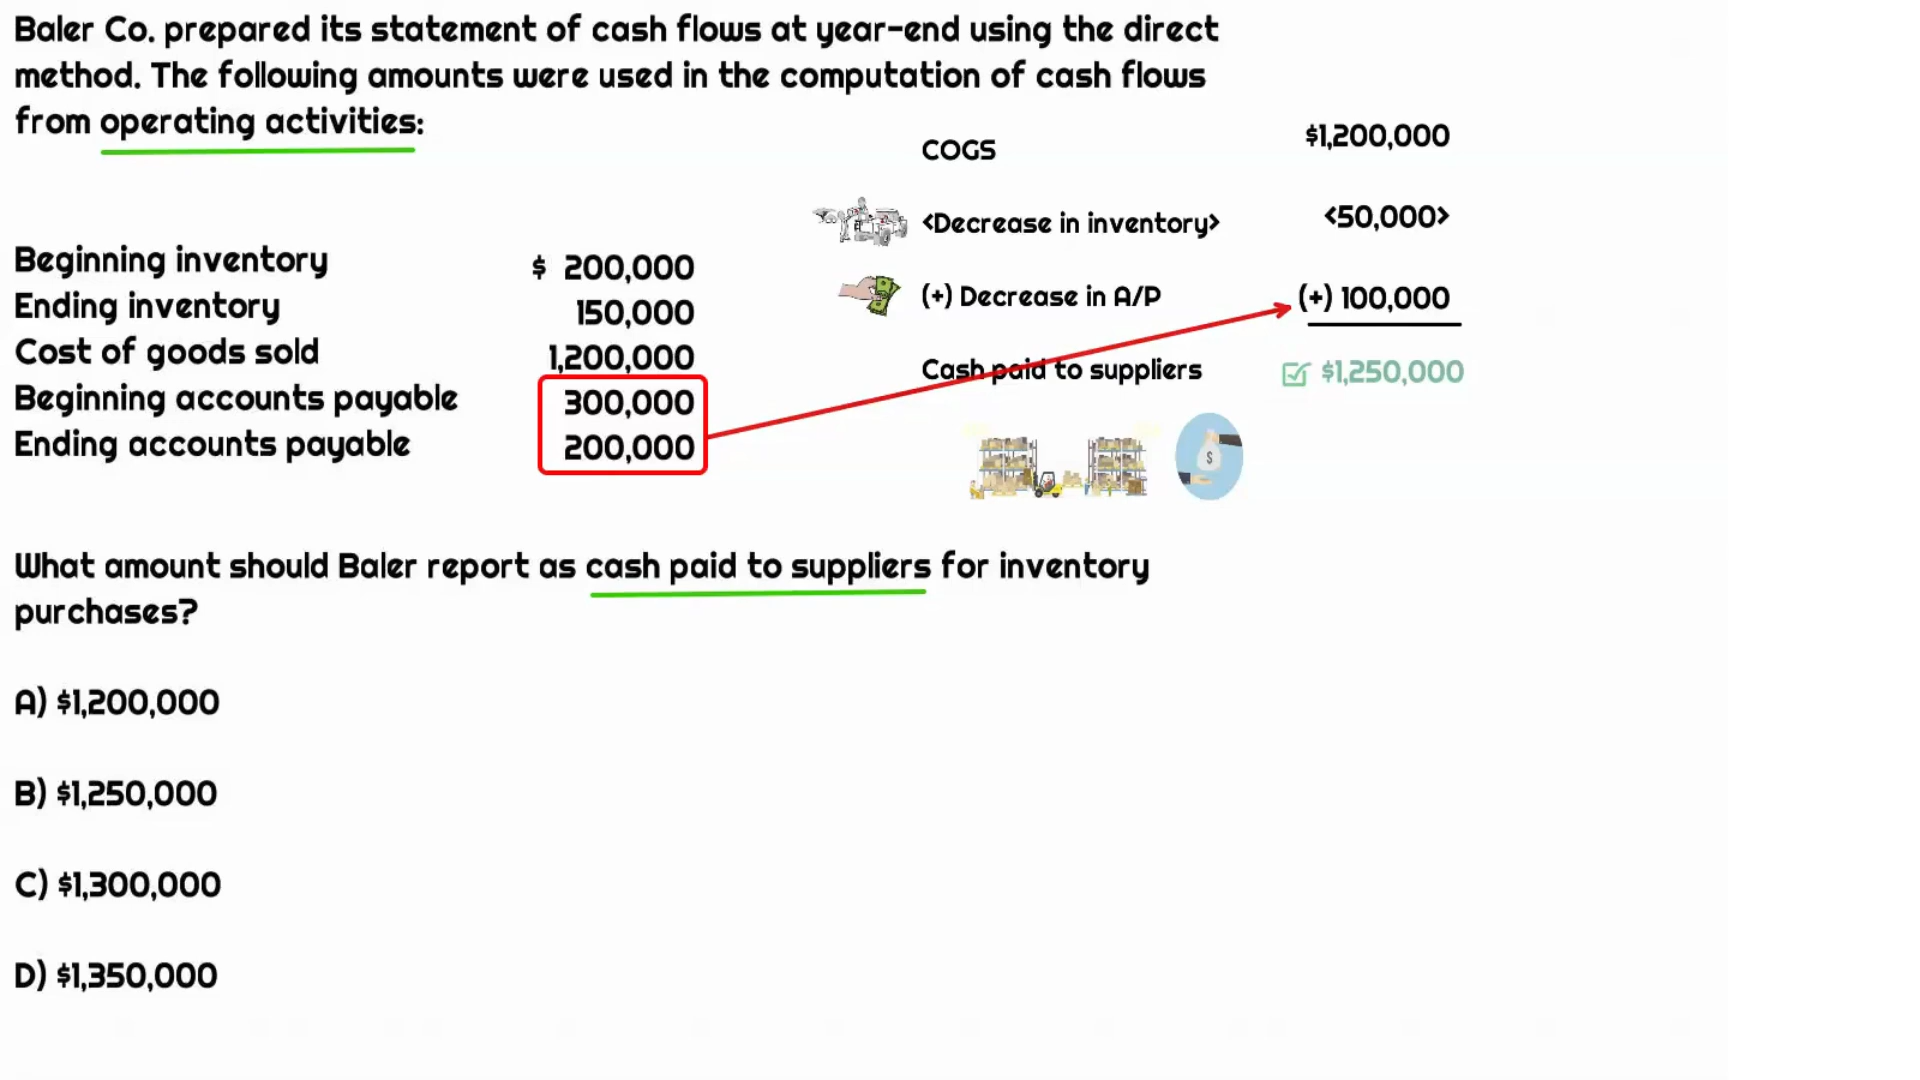 Baler Co. prepared its statement of cash flows at year-end using the direct
method. The following amounts were used in the computation of cash flows
from operating activities:
Beginning inventory $ 200,000
Ending inventory 150,000
Cost of goods sold 1,200,000
Beginning accounts payable 300,000
Ending accounts payable 200,000
COGS $1,200,000
<Decrease in inventory> <50,000>
(+) Decrease in A/P (+) 100,000
Cash paid to suppliers $1,250,000
$
What amount should Baler report as cash paid to suppliers for inventory
purchases?
A) $1,200,000
B) $1,250,000
C) $1,300,000
D) $1,350,000